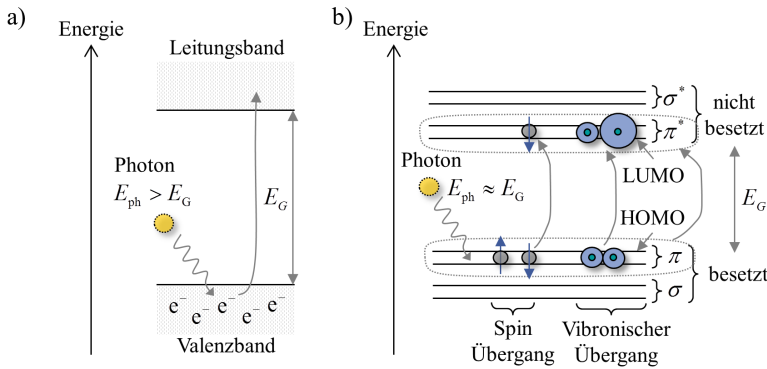 a)
Energie
Leitungsband
Photon
E_ph > E_G
E_G
e⁻ e⁻ e⁻ e⁻ e⁻
Valenzband
b)
Energie
σ*
π*
nicht
besetzt
Photon
E_ph ≈ E_G
LUMO
HOMO
E_G
π
σ
besetzt
Spin
Übergang
Vibronischer
Übergang